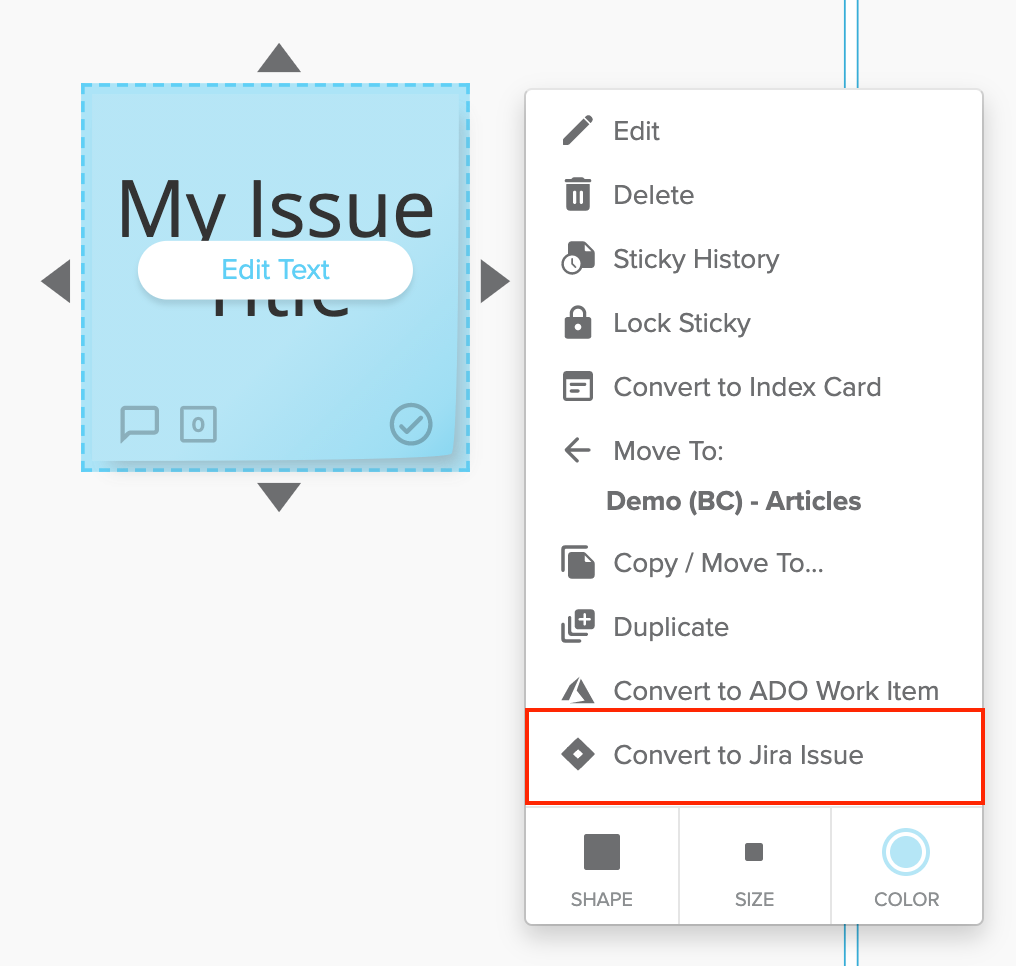 My Issue
Edit Text
Title
0
Edit
Delete
Sticky History
Lock Sticky
Convert to Index Card
Move To:
Demo (BC) - Articles
Copy / Move To...
Duplicate
Convert to ADO Work Item
Convert to Jira Issue
SHAPE
SIZE
COLOR